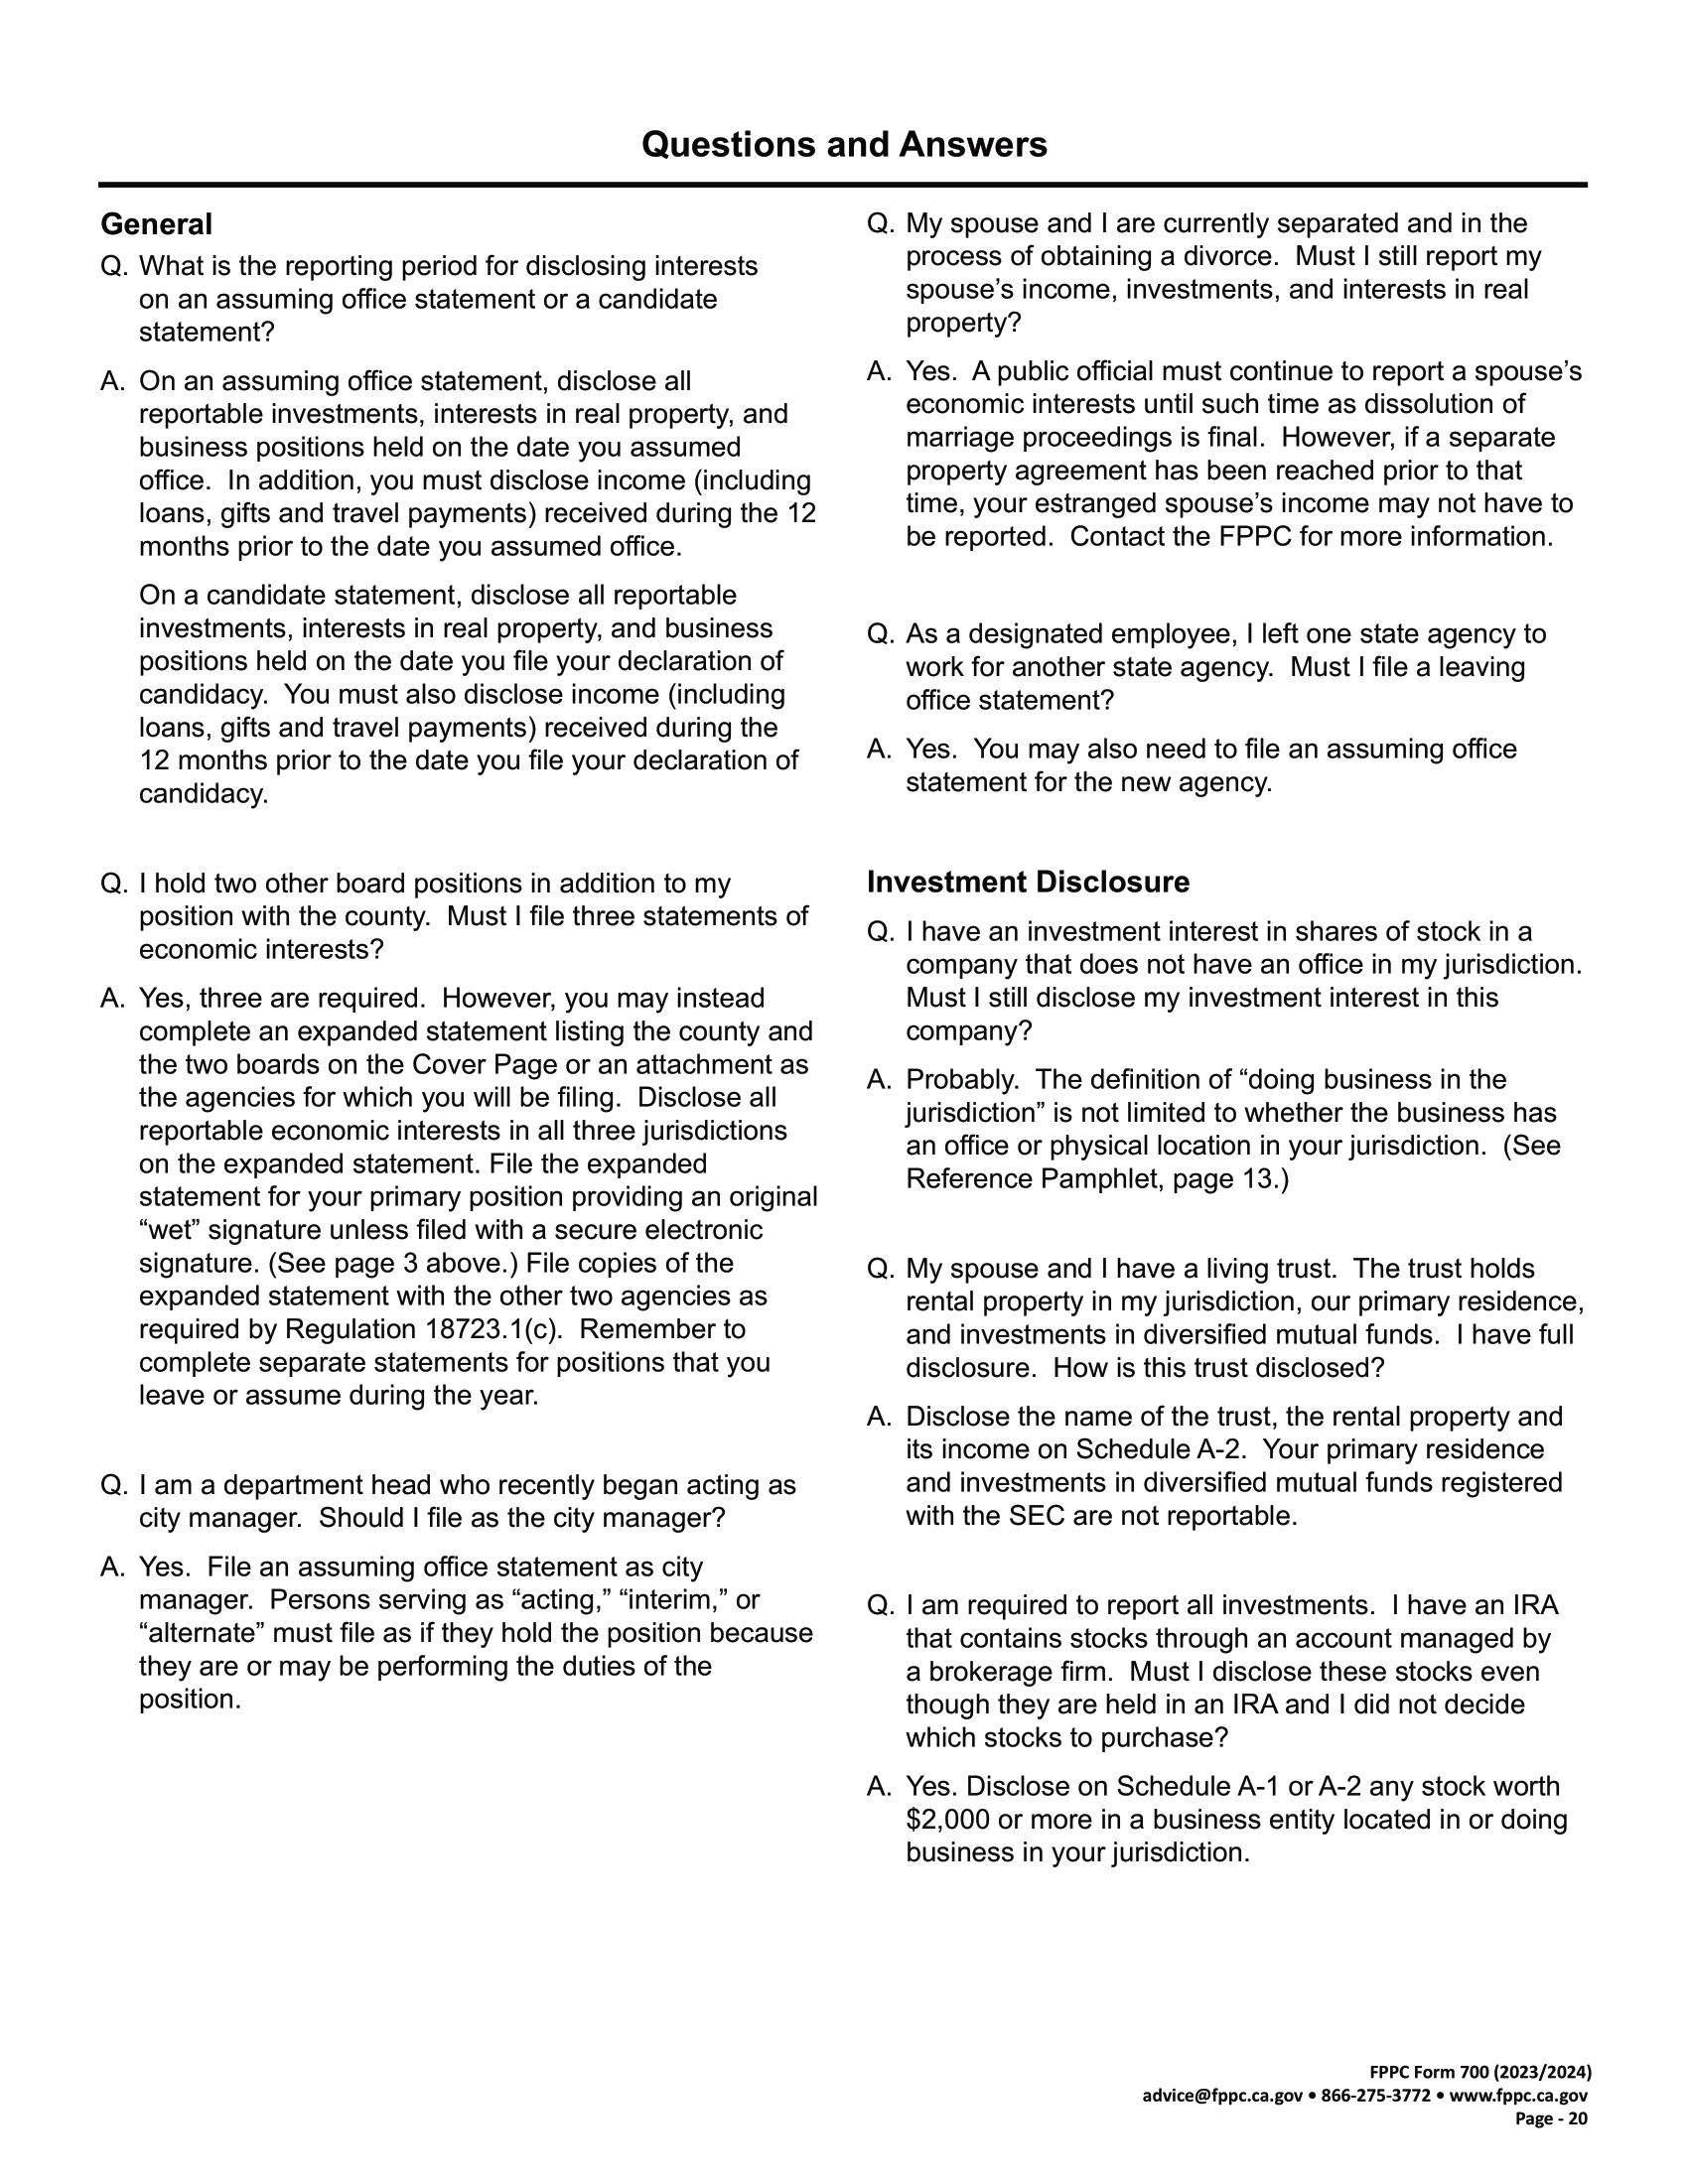 Questions and Answers
General
Q. What is the reporting period for disclosing interests
on an assuming office statement or a candidate
statement?
A. On an assuming office statement, disclose all
reportable investments, interests in real property, and
business positions held on the date you assumed
office.  In addition, you must disclose income (including
loans, gifts and travel payments) received during the 12
months prior to the date you assumed office.
On a candidate statement, disclose all reportable
investments, interests in real property, and business
positions held on the date you file your declaration of
candidacy.  You must also disclose income (including
loans, gifts and travel payments) received during the
12 months prior to the date you file your declaration of
candidacy.
Q. I hold two other board positions in addition to my
position with the county.  Must I file three statements of
economic interests?
A. Yes, three are required.  However, you may instead
complete an expanded statement listing the county and
the two boards on the Cover Page or an attachment as
the agencies for which you will be filing.  Disclose all
reportable economic interests in all three jurisdictions
on the expanded statement. File the expanded
statement for your primary position providing an original
“wet” signature unless filed with a secure electronic
signature. (See page 3 above.) File copies of the
expanded statement with the other two agencies as
required by Regulation 18723.1(c).  Remember to
complete separate statements for positions that you
leave or assume during the year.
Q. I am a department head who recently began acting as
city manager.  Should I file as the city manager?
A. Yes.  File an assuming office statement as city
manager.  Persons serving as “acting,” “interim,” or
“alternate” must file as if they hold the position because
they are or may be performing the duties of the
position.
Q. My spouse and I are currently separated and in the
process of obtaining a divorce.  Must I still report my
spouse’s income, investments, and interests in real
property?
A. Yes.  A public official must continue to report a spouse’s
economic interests until such time as dissolution of
marriage proceedings is final.  However, if a separate
property agreement has been reached prior to that
time, your estranged spouse’s income may not have to
be reported.  Contact the FPPC for more information.
Q. As a designated employee, I left one state agency to
work for another state agency.  Must I file a leaving
office statement?
A. Yes.  You may also need to file an assuming office
statement for the new agency.
Investment Disclosure
Q. I have an investment interest in shares of stock in a
company that does not have an office in my jurisdiction.
Must I still disclose my investment interest in this
company?
A. Probably.  The definition of “doing business in the
jurisdiction” is not limited to whether the business has
an office or physical location in your jurisdiction.  (See
Reference Pamphlet, page 13.)
Q. My spouse and I have a living trust.  The trust holds
rental property in my jurisdiction, our primary residence,
and investments in diversified mutual funds.  I have full
disclosure.  How is this trust disclosed?
A. Disclose the name of the trust, the rental property and
its income on Schedule A-2.  Your primary residence
and investments in diversified mutual funds registered
with the SEC are not reportable.
Q. I am required to report all investments.  I have an IRA
that contains stocks through an account managed by
a brokerage firm.  Must I disclose these stocks even
though they are held in an IRA and I did not decide
which stocks to purchase?
A. Yes. Disclose on Schedule A-1 or A-2 any stock worth
$2,000 or more in a business entity located in or doing
business in your jurisdiction.
FPPC Form 700 (2023/2024)
advice@fppc.ca.gov • 866-275-3772 • www.fppc.ca.gov
Page - 20